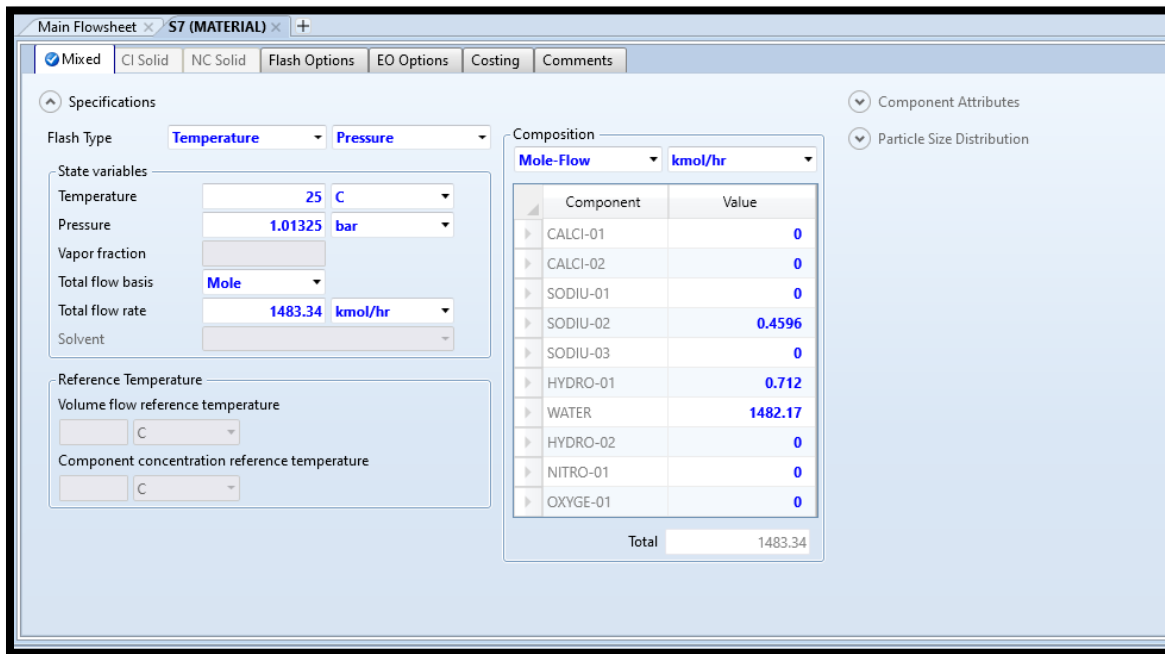 Main Flowsheet × S7 (MATERIAL) × +
Mixed CI Solid NC Solid Flash Options EO Options Costing Comments
Specifications
Flash Type Temperature Pressure
State variables
Temperature 25 C
Pressure 1.01325 bar
Vapor fraction
Total flow basis Mole
Total flow rate 1483.34 kmol/hr
Solvent
Reference Temperature
Volume flow reference temperature
C
Component concentration reference temperature
C
Composition
Mole-Flow kmol/hr
Component Value
CALCI-01 0
CALCI-02 0
SODIU-01 0
SODIU-02 0.4596
SODIU-03 0
HYDRO-01 0.712
WATER 1482.17
HYDRO-02 0
NITRO-01 0
OXYGE-01 0
Total 1483.34
Component Attributes
Particle Size Distribution